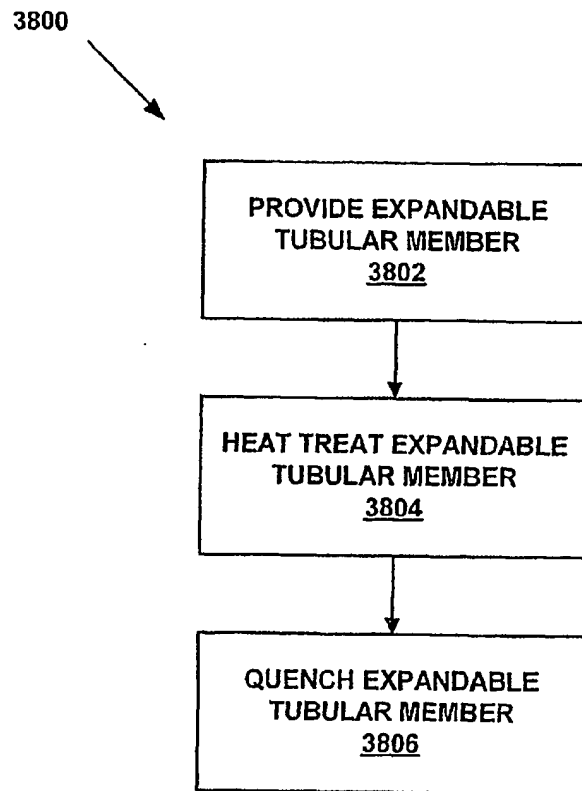 3800
PROVIDE EXPANDABLE
TUBULAR MEMBER
3802
HEAT TREAT EXPANDABLE
TUBULAR MEMBER
3804
QUENCH EXPANDABLE
TUBULAR MEMBER
3806